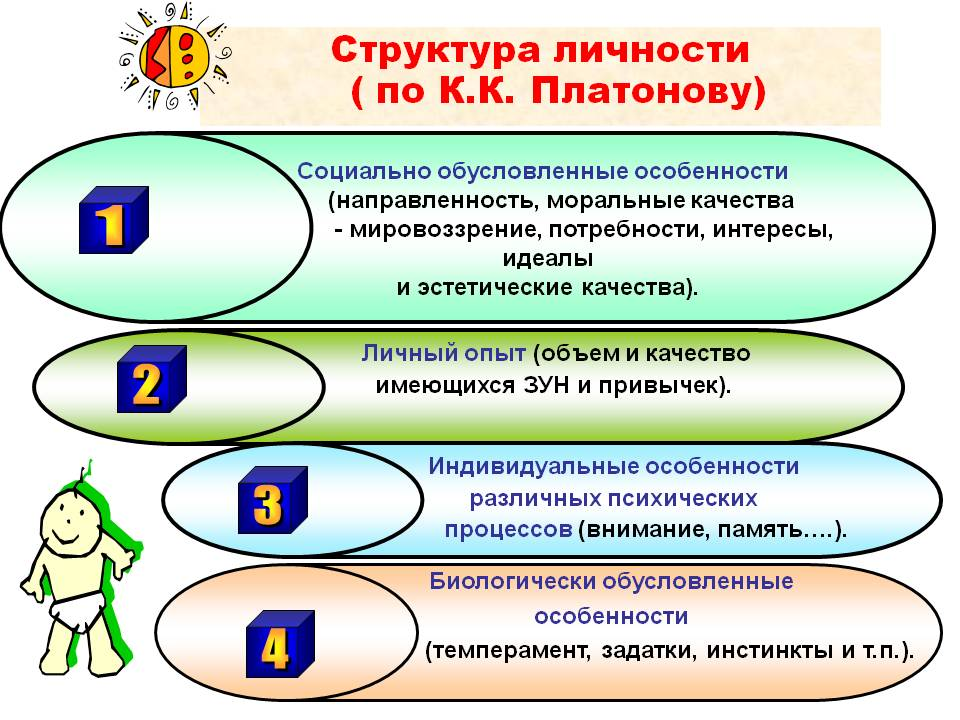 Структура личности
( по К.К. Платонову)
1
Социально обусловленные особенности
(направленность, моральные качества
- мировоззрение, потребности, интересы,
идеалы
и эстетические качества).
2
Личный опыт (объем и качество
имеющихся ЗУН и привычек).
3
Индивидуальные особенности
различных психических
процессов (внимание, память….).
4
Биологически обусловленные
особенности
(темперамент, задатки, инстинкты и т.п.).